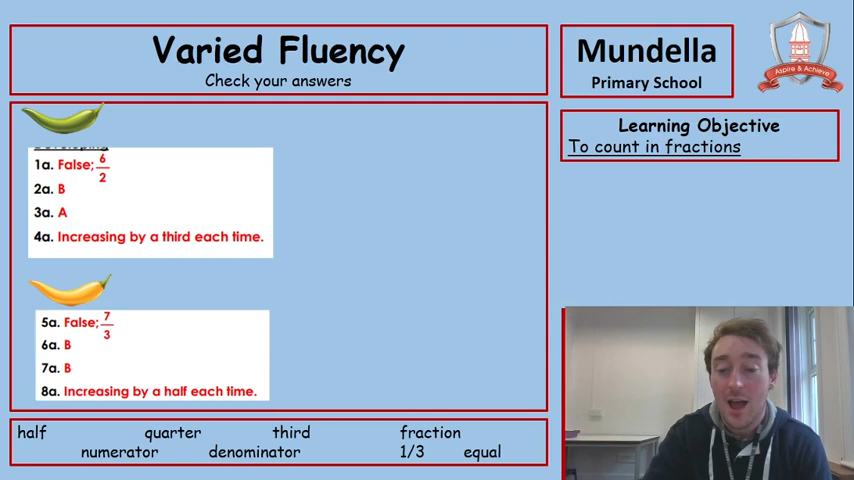 Varied Fluency
Check your answers
Mundella
Primary School
Aspire & Achieve
Learning Objective
To count in fractions
Developing
1a. False; 6/2
2a. B
3a. A
4a. Increasing by a third each time.
5a. False; 7/3
6a. B
7a. B
8a. Increasing by a half each time.
half quarter third fraction
numerator denominator 1/3 equal